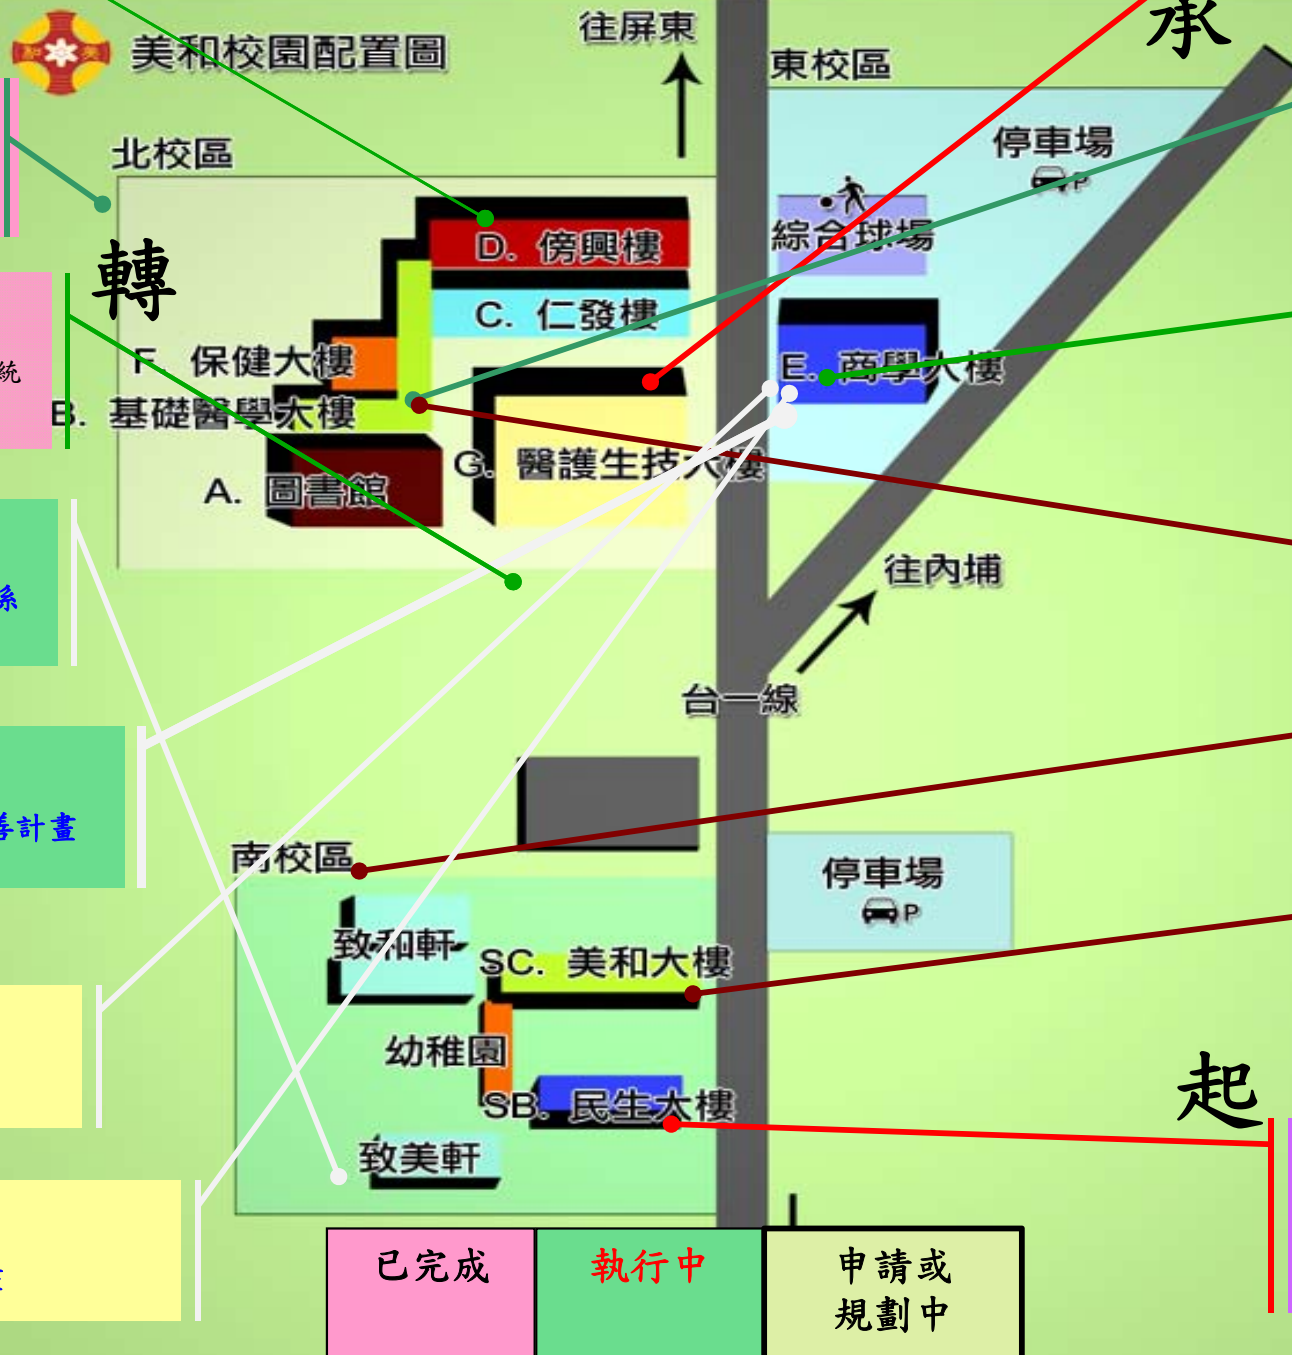 承
往屏東
美和校園配置圖
東校區
停車場
P
北校區
綜合球場
D. 傍興樓
轉
C. 仁發樓
F. 保健大樓
E. 商學大樓
統
B. 基礎醫學大樓
G. 醫護生技大樓
A. 圖書館
往內埔
系
台一線
善計畫
南校區
停車場
P
致和軒
SC. 美和大樓
幼稚園
起
SB. 民生大樓
致美軒
已完成
執行中
申請或
規劃中